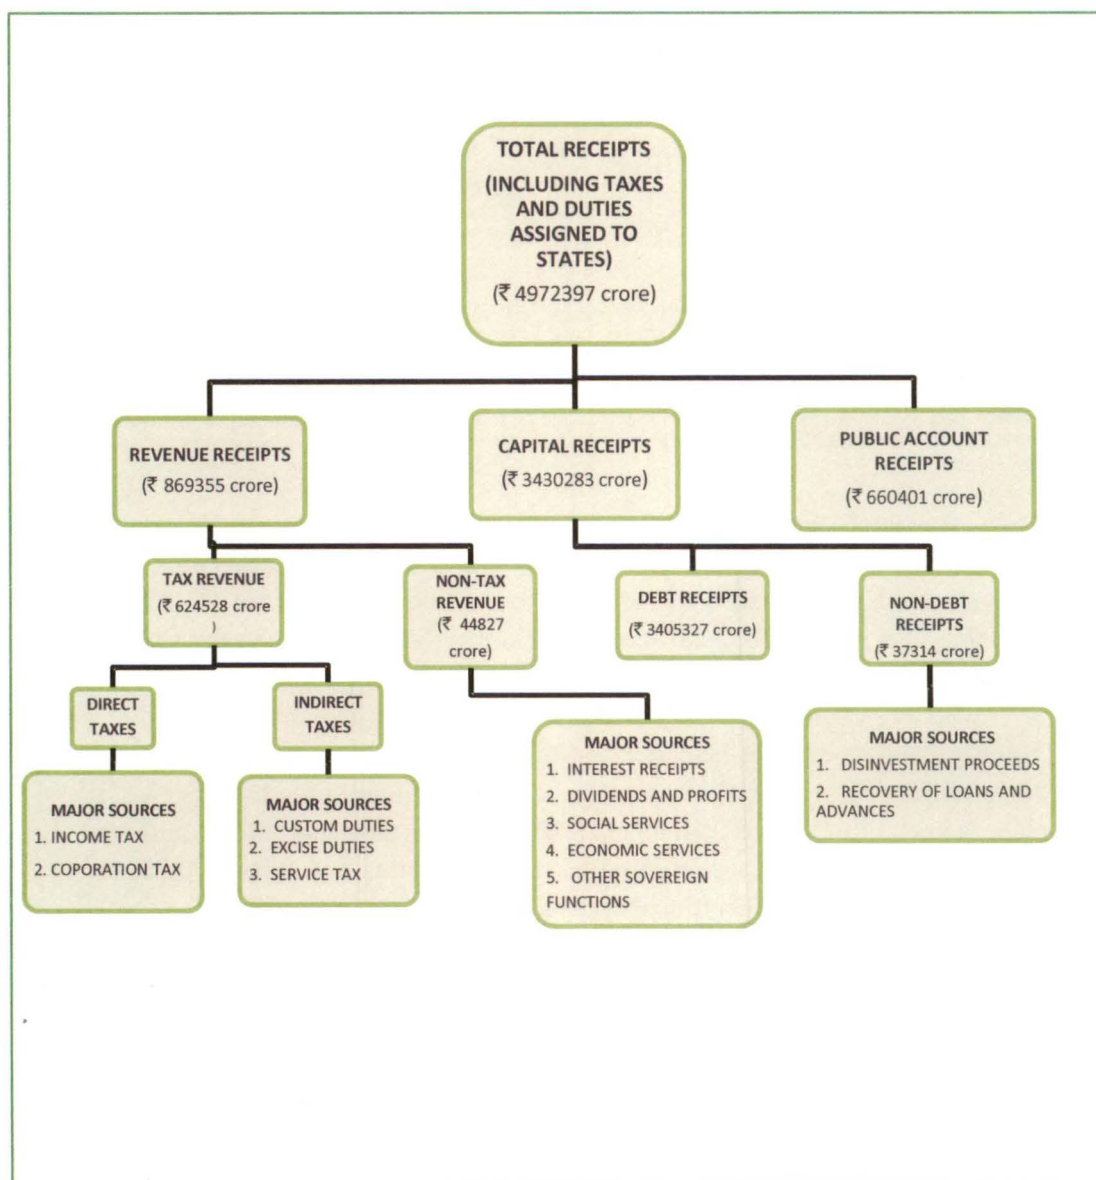 TOTAL RECEIPTS
(INCLUDING TAXES
AND DUTIES
ASSIGNED TO
STATES)
(₹ 4972397 crore)
REVENUE RECEIPTS
(₹ 869355 crore)
CAPITAL RECEIPTS
(₹ 3430283 crore)
PUBLIC ACCOUNT
RECEIPTS
(₹ 660401 crore)
TAX REVENUE
(₹ 624528 crore
)
NON-TAX
REVENUE
(₹ 44827
crore)
DEBT RECEIPTS
(₹ 3405327 crore)
NON-DEBT
RECEIPTS
(₹ 37314 crore)
DIRECT
TAXES
INDIRECT
TAXES
MAJOR SOURCES
1. INCOME TAX
2. COPORATION TAX
MAJOR SOURCES
1. CUSTOM DUTIES
2. EXCISE DUTIES
3. SERVICE TAX
MAJOR SOURCES
1. INTEREST RECEIPTS
2. DIVIDENDS AND PROFITS
3. SOCIAL SERVICES
4. ECONOMIC SERVICES
5. OTHER SOVEREIGN
FUNCTIONS
MAJOR SOURCES
1. DISINVESTMENT PROCEEDS
2. RECOVERY OF LOANS AND
ADVANCES